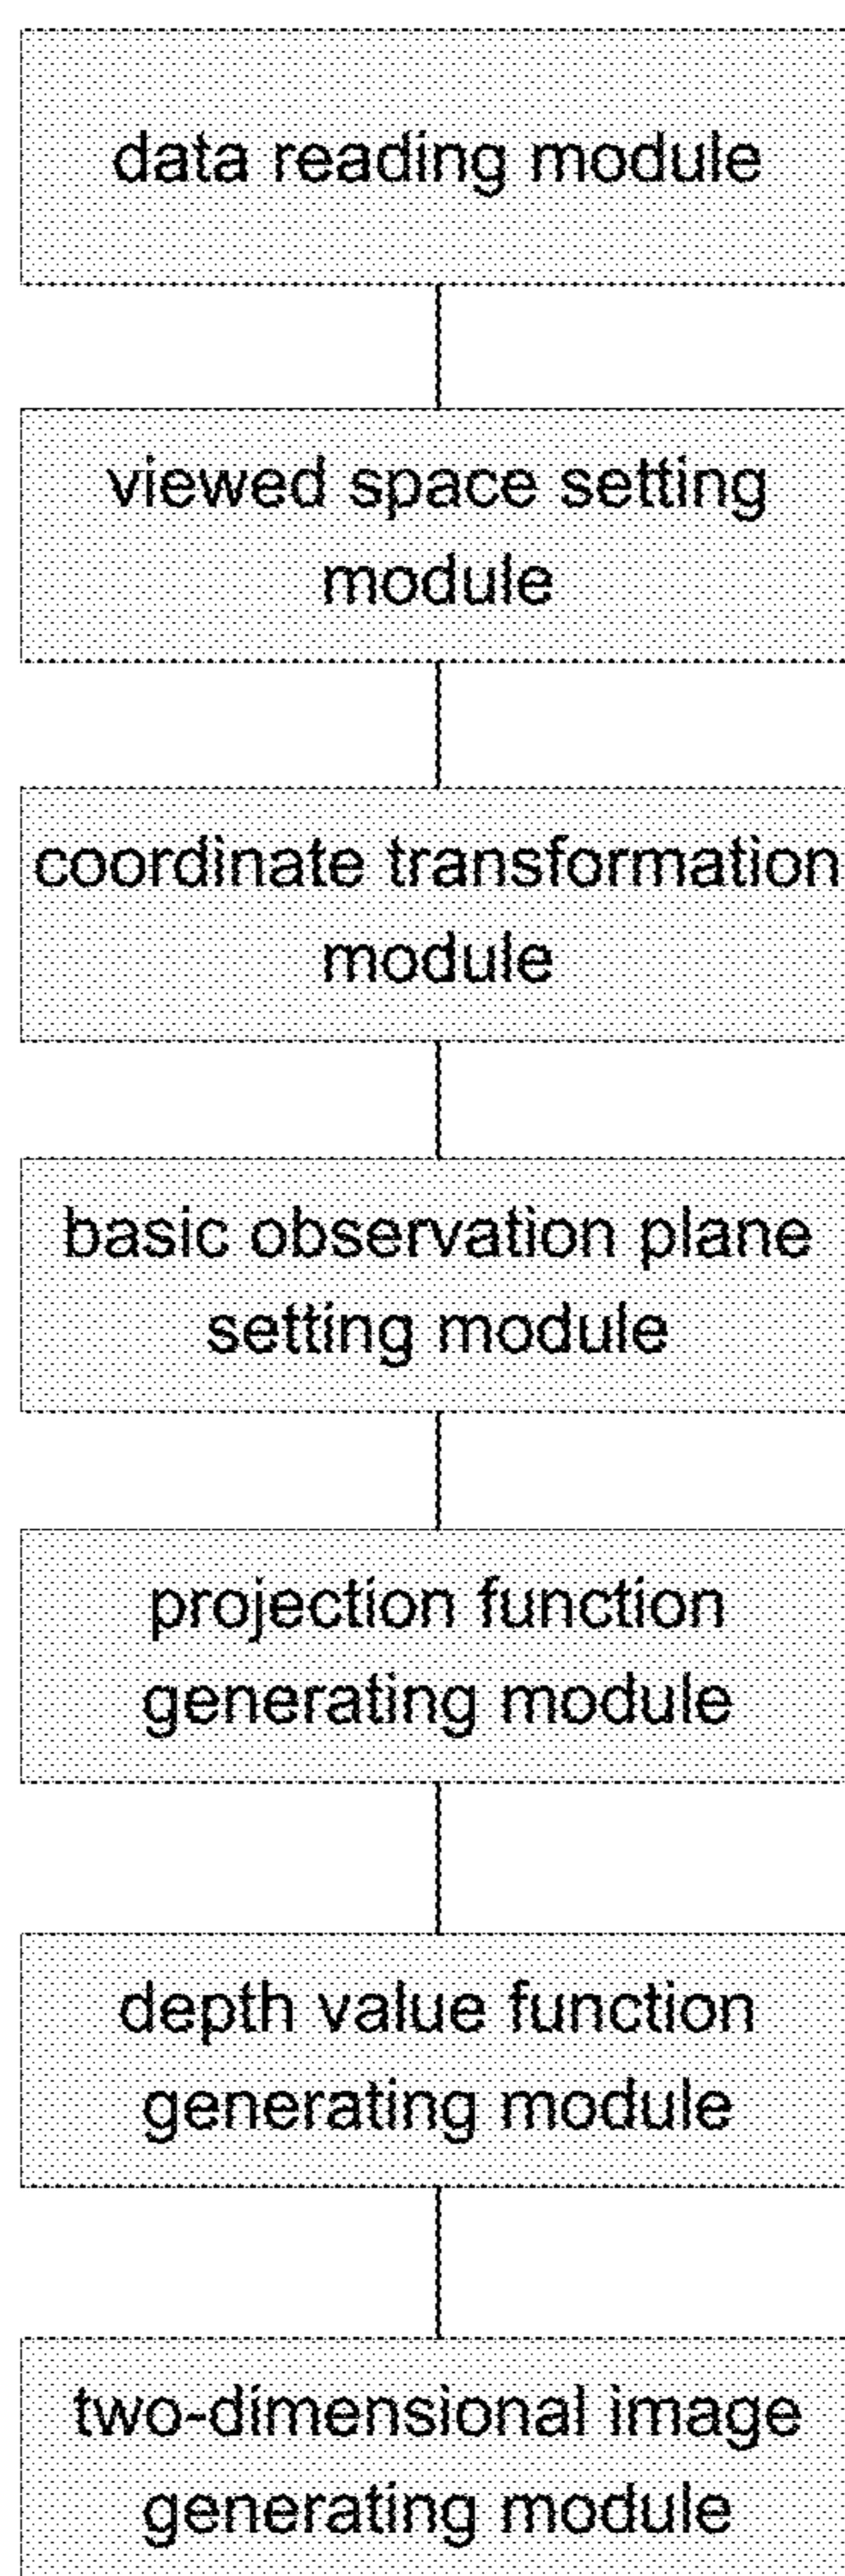 data reading module
viewed space setting
module
coordinate transformation
module
basic observation plane
setting module
projection function
generating module
depth value function
generating module
two-dimensional image
generating module